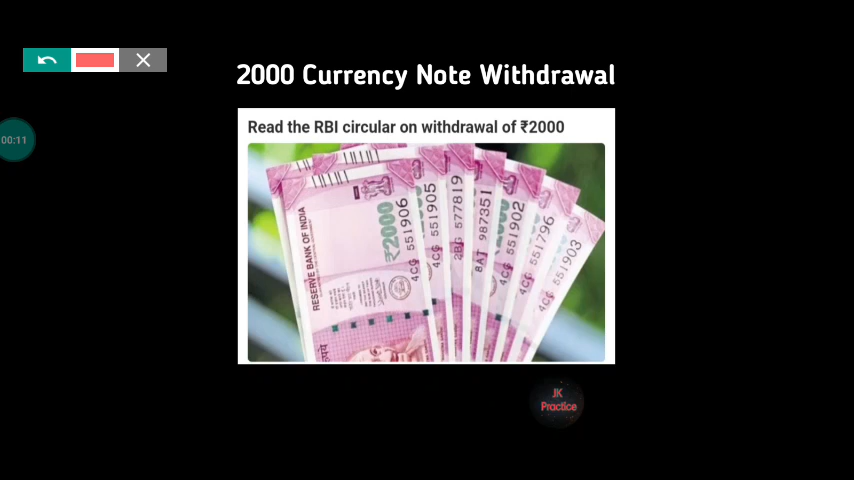 2000 Currency Note Withdrawal
00:11
Read the RBI circular on withdrawal of ₹2000
RESERVE BANK OF INDIA
₹2000
4CG 551906
4CG 551905
2BG 577819
8AT 987351
4CG 551902
4CG 551796
4CG 551903
रुपये
JK
Practice